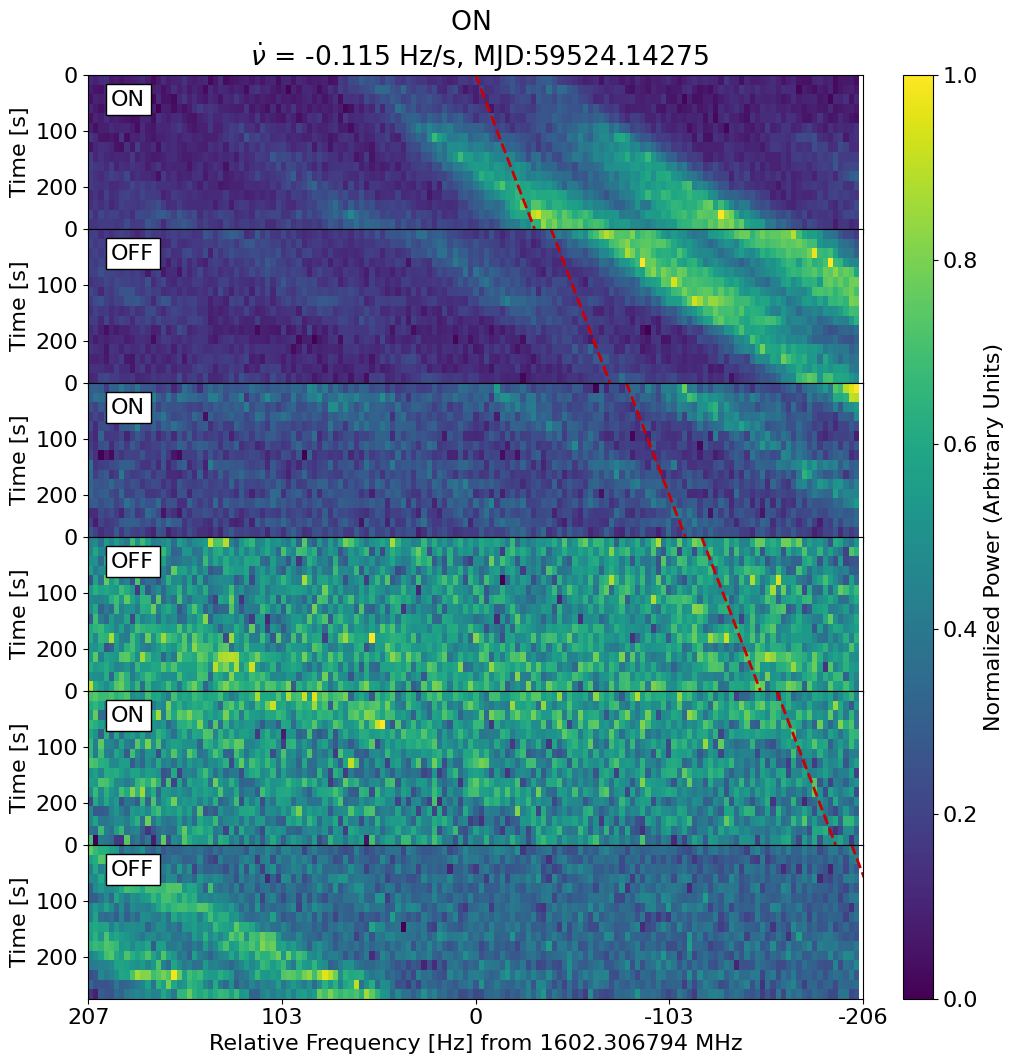 ON
ν̇ = -0.115 Hz/s, MJD:59524.14275
0
ON
100
200
Time [s]
0
OFF
100
200
Time [s]
0
ON
100
200
Time [s]
0
OFF
100
200
Time [s]
0
ON
100
200
Time [s]
0
OFF
100
200
Time [s]
207 103 0 -103 -206
Relative Frequency [Hz] from 1602.306794 MHz
1.0
0.8
0.6
0.4
0.2
0.0
Normalized Power (Arbitrary Units)